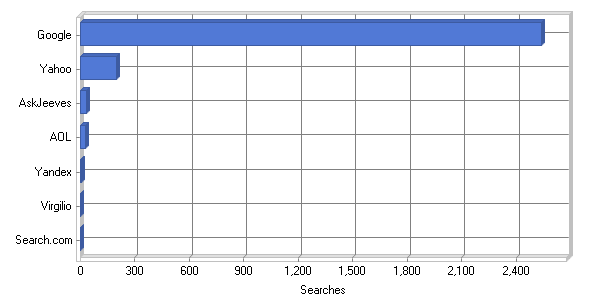 Google
Yahoo
AskJeeves
AOL
Yandex
Virgilio
Search.com
0 300 600 900 1,200 1,500 1,800 2,100 2,400
Searches